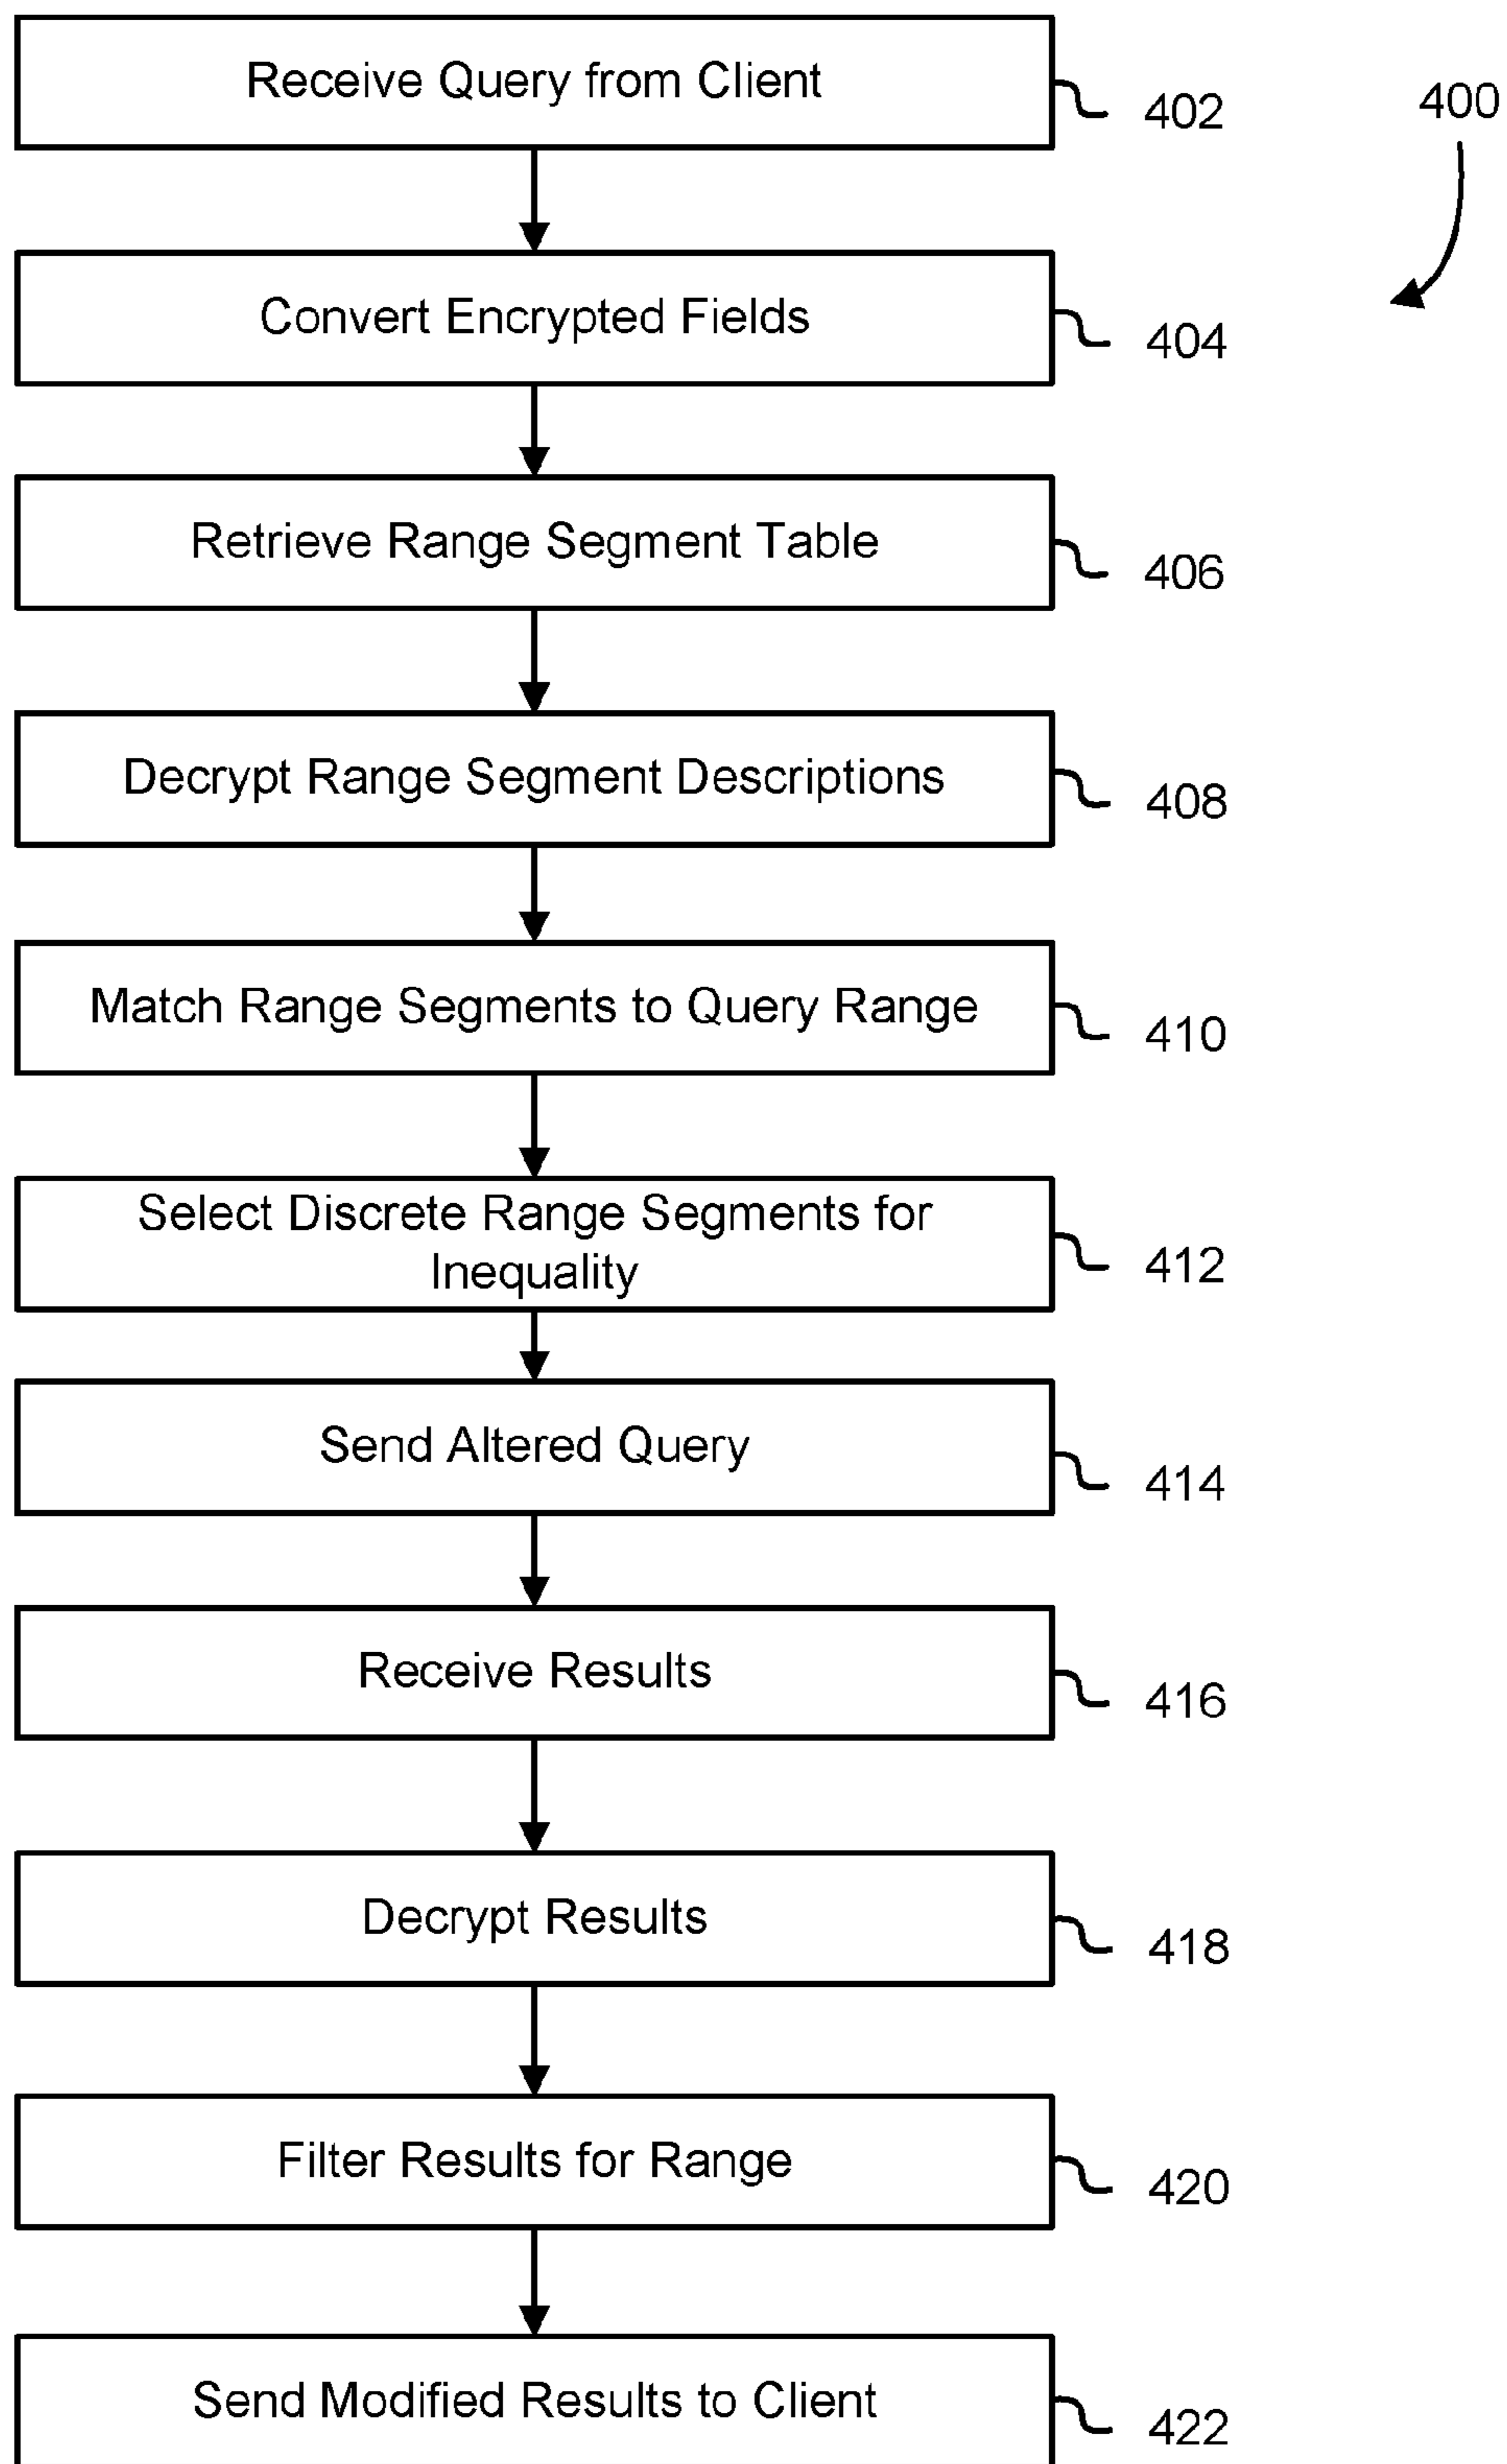 Receive Query from Client
402
400
Convert Encrypted Fields
404
Retrieve Range Segment Table
406
Decrypt Range Segment Descriptions
408
Match Range Segments to Query Range
410
Select Discrete Range Segments for
Inequality
412
Send Altered Query
414
Receive Results
416
Decrypt Results
418
Filter Results for Range
420
Send Modified Results to Client
422